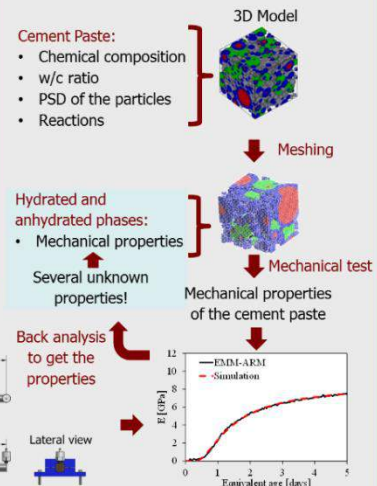 3D Model
Cement Paste:
• Chemical composition
• w/c ratio
• PSD of the particles
• Reactions
Meshing
Hydrated and
anhydrated phases:
• Mechanical properties
Several unknown
properties!
Mechanical test
Mechanical properties
of the cement paste
Back analysis
to get the
properties
Lateral view
E [GPa]
12
10
8
6
4
2
0
EMM-ARM
Simulation
0 1 2 3 4 5
Equivalent age [days]